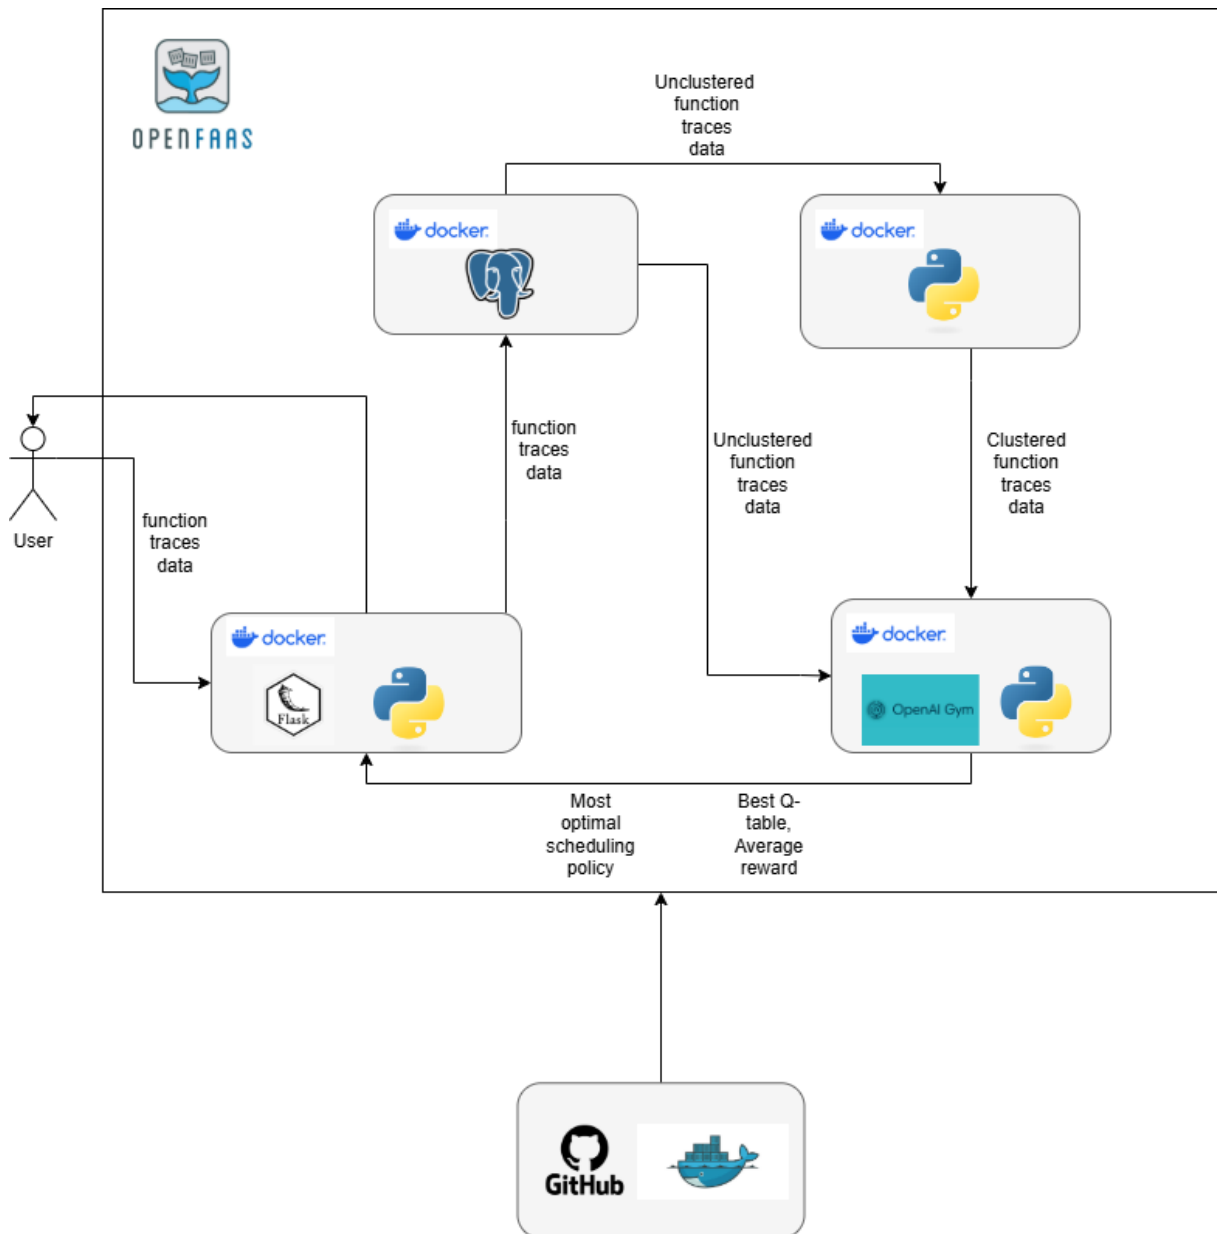 OPENFAAS
Unclustered
function
traces
data
docker.
docker.
function
traces
data
Unclustered
function
traces
data
Clustered
function
traces
data
User
function
traces
data
docker.
Flask
docker.
OpenAI Gym
Most
optimal
scheduling
policy
Best Q-
table,
Average
reward
GitHub